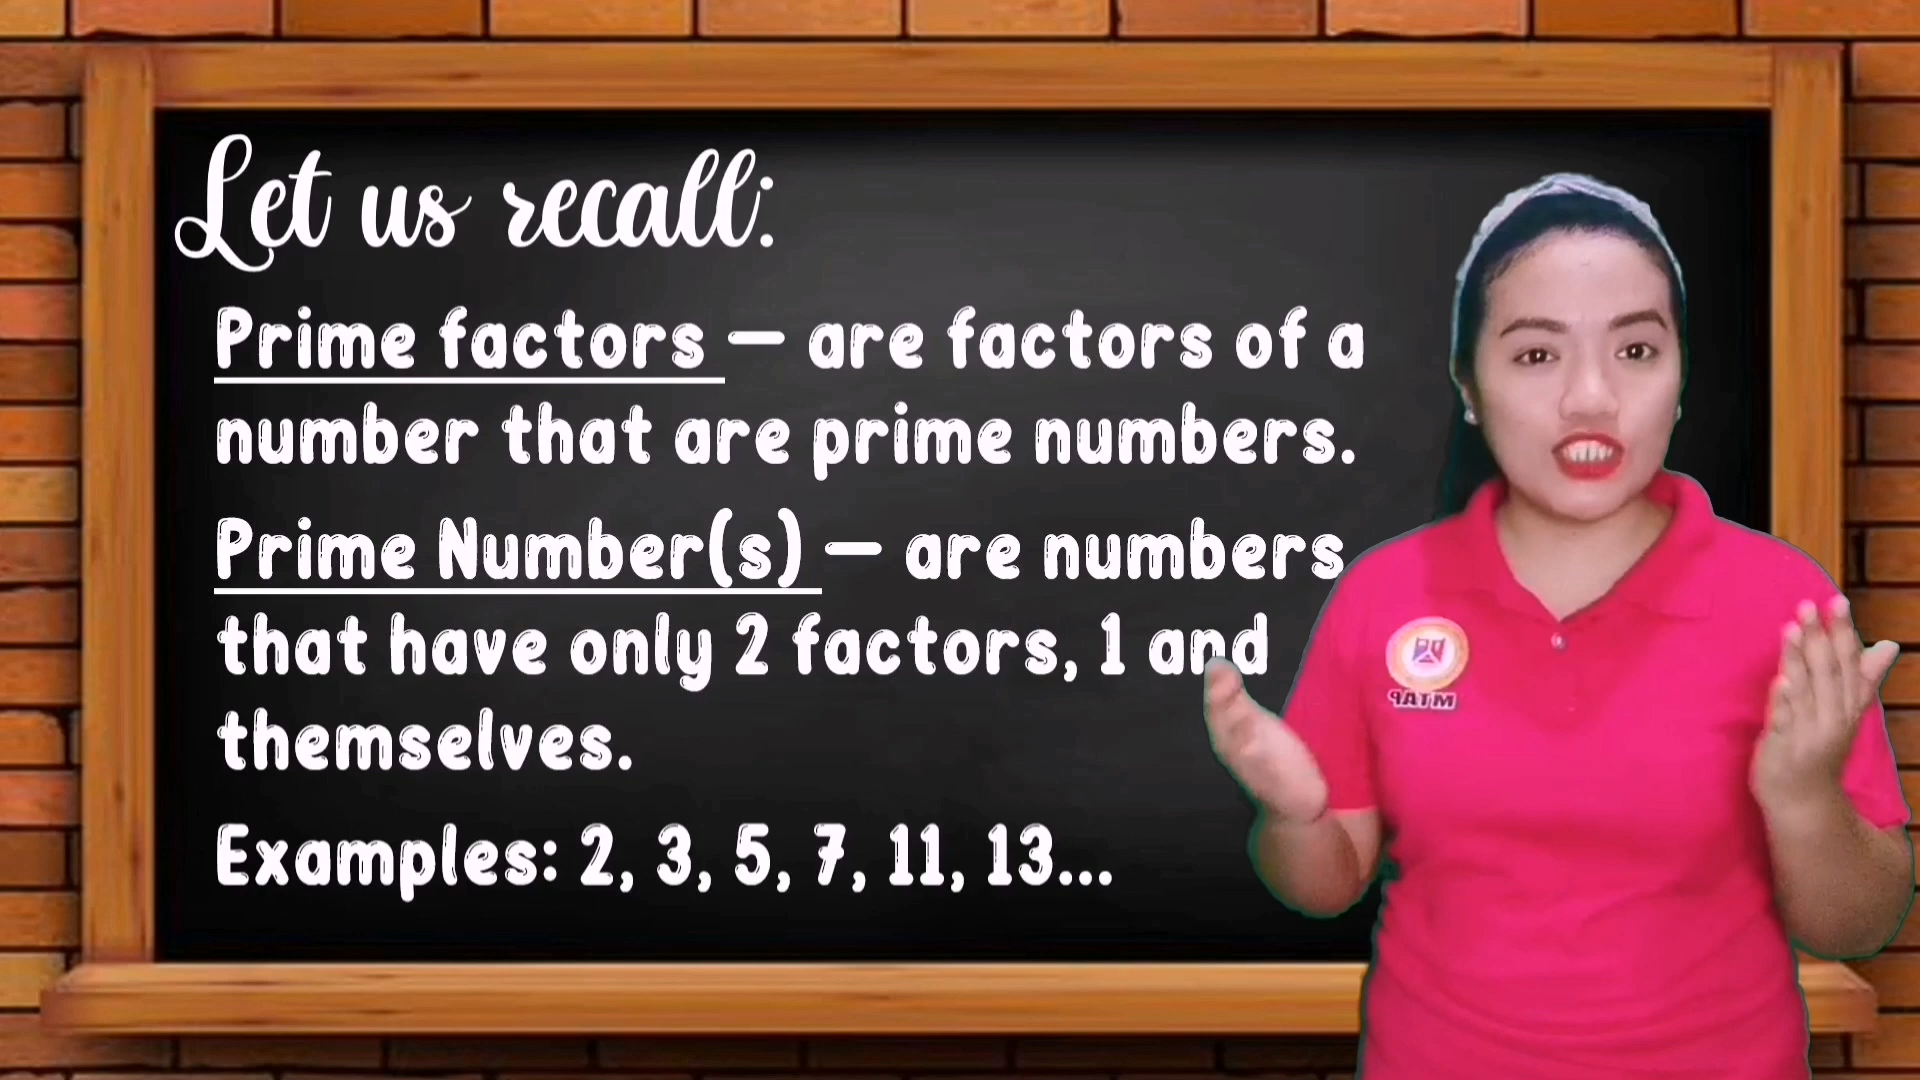 Let us recall:
Prime factors – are factors of a
number that are prime numbers.
Prime Number(s) – are numbers
that have only 2 factors, 1 and
themselves.
Examples: 2, 3, 5, 7, 11, 13...
MTAP